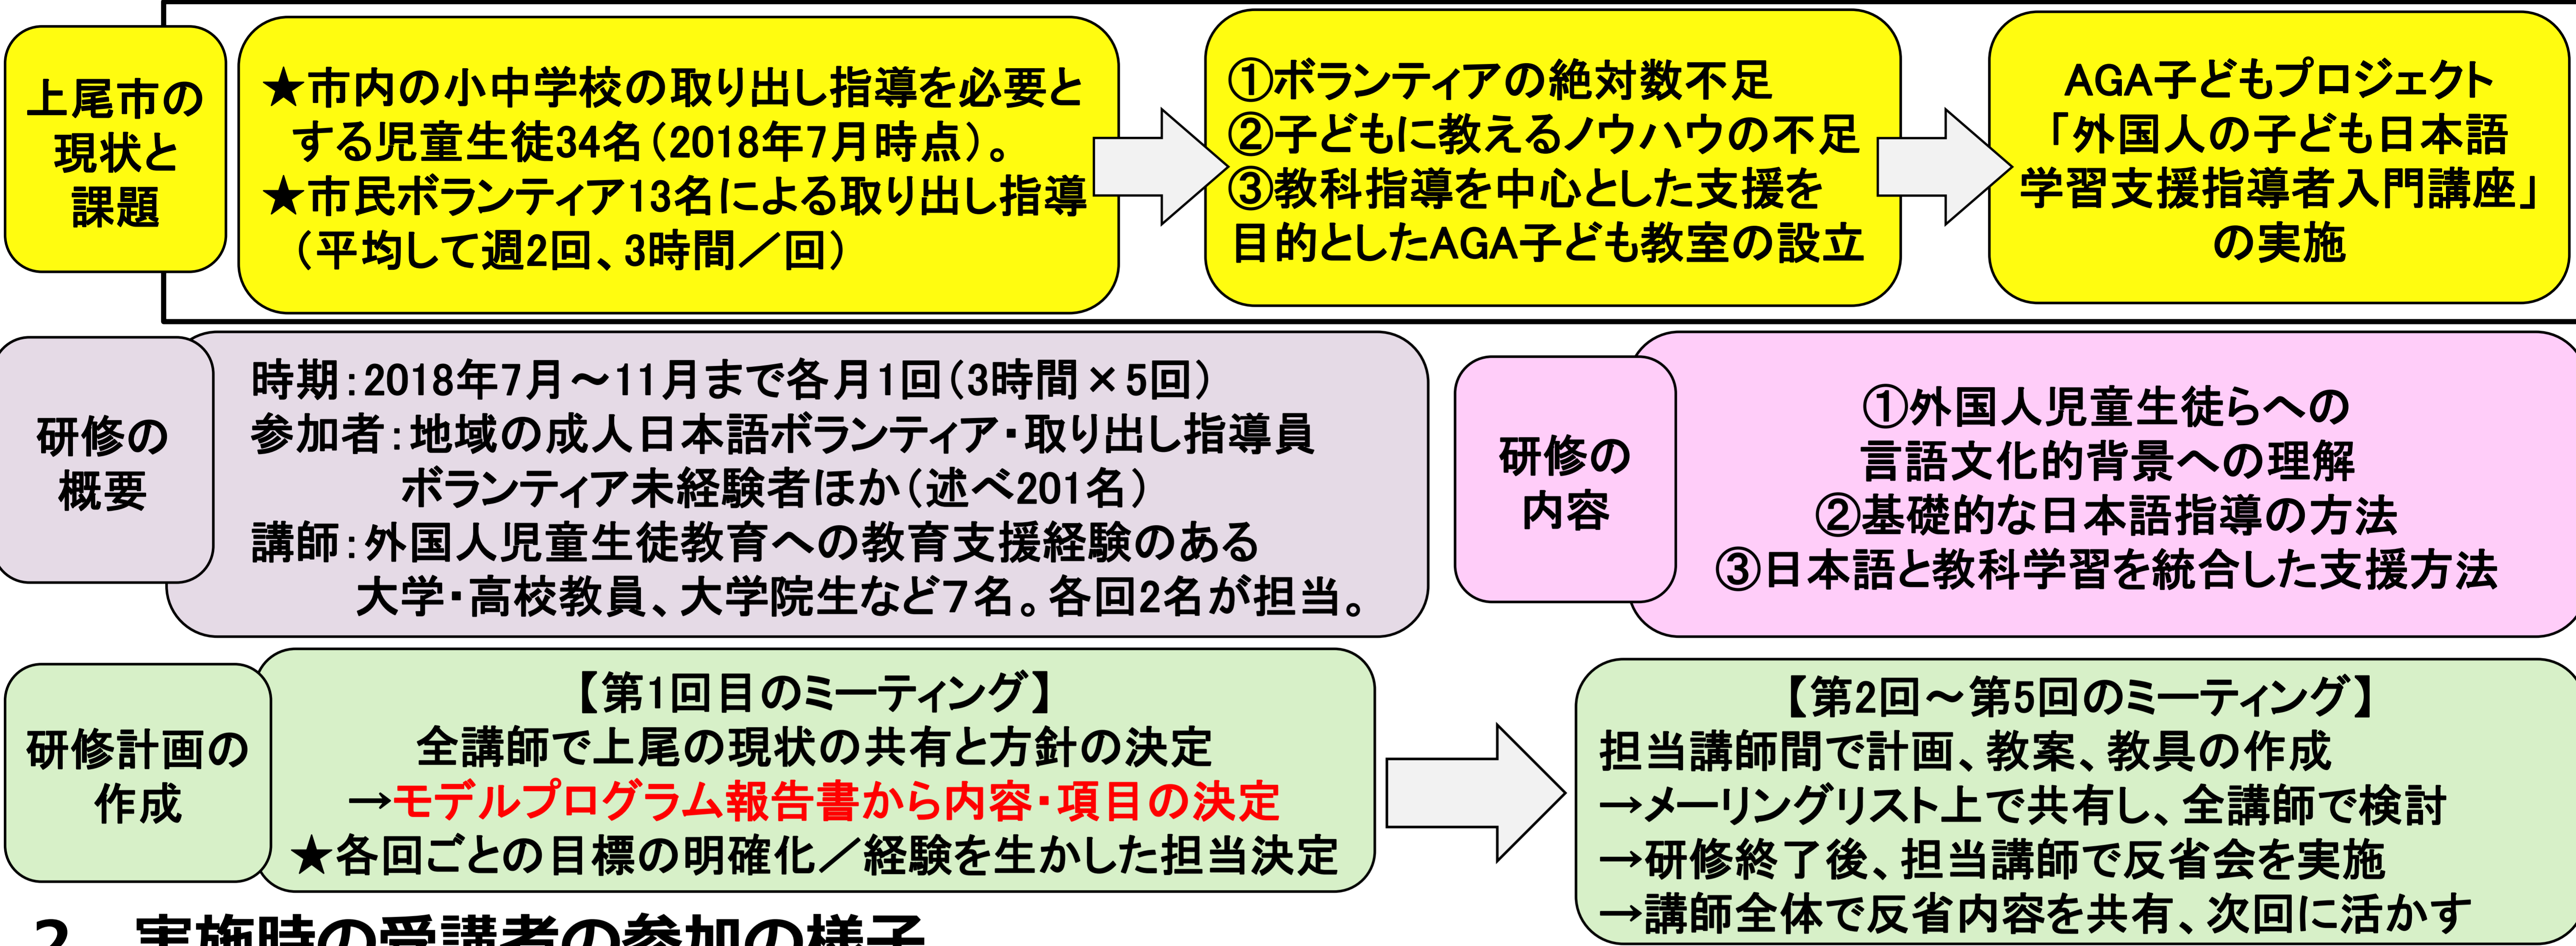 上尾市の
現状と
課題
★市内の小中学校の取り出し指導を必要と
する児童生徒34名(2018年7月時点)。
★市民ボランティア13名による取り出し指導
(平均して週2回、3時間/回)
①ボランティアの絶対数不足
②子どもに教えるノウハウの不足
③教科指導を中心とした支援を
目的としたAGA子ども教室の設立
AGA子どもプロジェクト
「外国人の子ども日本語
学習支援指導者入門講座」
の実施
研修の
概要
時期:2018年7月~11月まで各月1回(3時間×5回)
参加者:地域の成人日本語ボランティア・取り出し指導員
ボランティア未経験者ほか(述べ201名)
講師:外国人児童生徒教育への教育支援経験のある
大学・高校教員、大学院生など7名。各回2名が担当。
研修の
内容
①外国人児童生徒らへの
言語文化的背景への理解
②基礎的な日本語指導の方法
③日本語と教科学習を統合した支援方法
研修計画の
作成
【第1回目のミーティング】
全講師で上尾の現状の共有と方針の決定
→モデルプログラム報告書から内容・項目の決定
★各回ごとの目標の明確化/経験を生かした担当決定
【第2回~第5回のミーティング】
担当講師間で計画、教案、教具の作成
→メーリングリスト上で共有し、全講師で検討
→研修終了後、担当講師で反省会を実施
→講師全体で反省内容を共有、次回に活かす
2 実施時の受講者の参加の様子